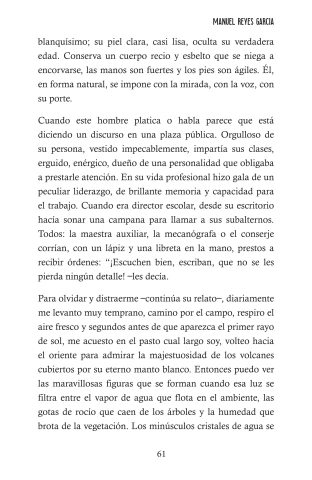 MANUEL REYES GARCIA
blanquísimo; su piel clara, casi lisa, oculta su verdadera
edad. Conserva un cuerpo recio y esbelto que se niega a
encorvarse, las manos son fuertes y los pies son ágiles. Él,
en forma natural, se impone con la mirada, con la voz, con
su porte.
Cuando este hombre platica o habla parece que está
diciendo un discurso en una plaza pública. Orgulloso de
su persona, vestido impecablemente, impartía sus clases,
erguido, enérgico, dueño de una personalidad que obligaba
a prestarle atención. En su vida profesional hizo gala de un
peculiar liderazgo, de brillante memoria y capacidad para
el trabajo. Cuando era director escolar, desde su escritorio
hacía sonar una campana para llamar a sus subalternos.
Todos: la maestra auxiliar, la mecanógrafa o el conserje
corrían, con un lápiz y una libreta en la mano, prestos a
recibir órdenes: “¡Escuchen bien, escriban, que no se les
pierda ningún detalle! –les decía.
Para olvidar y distraerme –continúa su relato–, diariamente
me levanto muy temprano, camino por el campo, respiro el
aire fresco y segundos antes de que aparezca el primer rayo
de sol, me acuesto en el pasto cual largo soy, volteo hacia
el oriente para admirar la majestuosidad de los volcanes
cubiertos por su eterno manto blanco. Entonces puedo ver
las maravillosas figuras que se forman cuando esa luz se
filtra entre el vapor de agua que flota en el ambiente, las
gotas de rocío que caen de los árboles y la humedad que
brota de la vegetación. Los minúsculos cristales de agua se
61